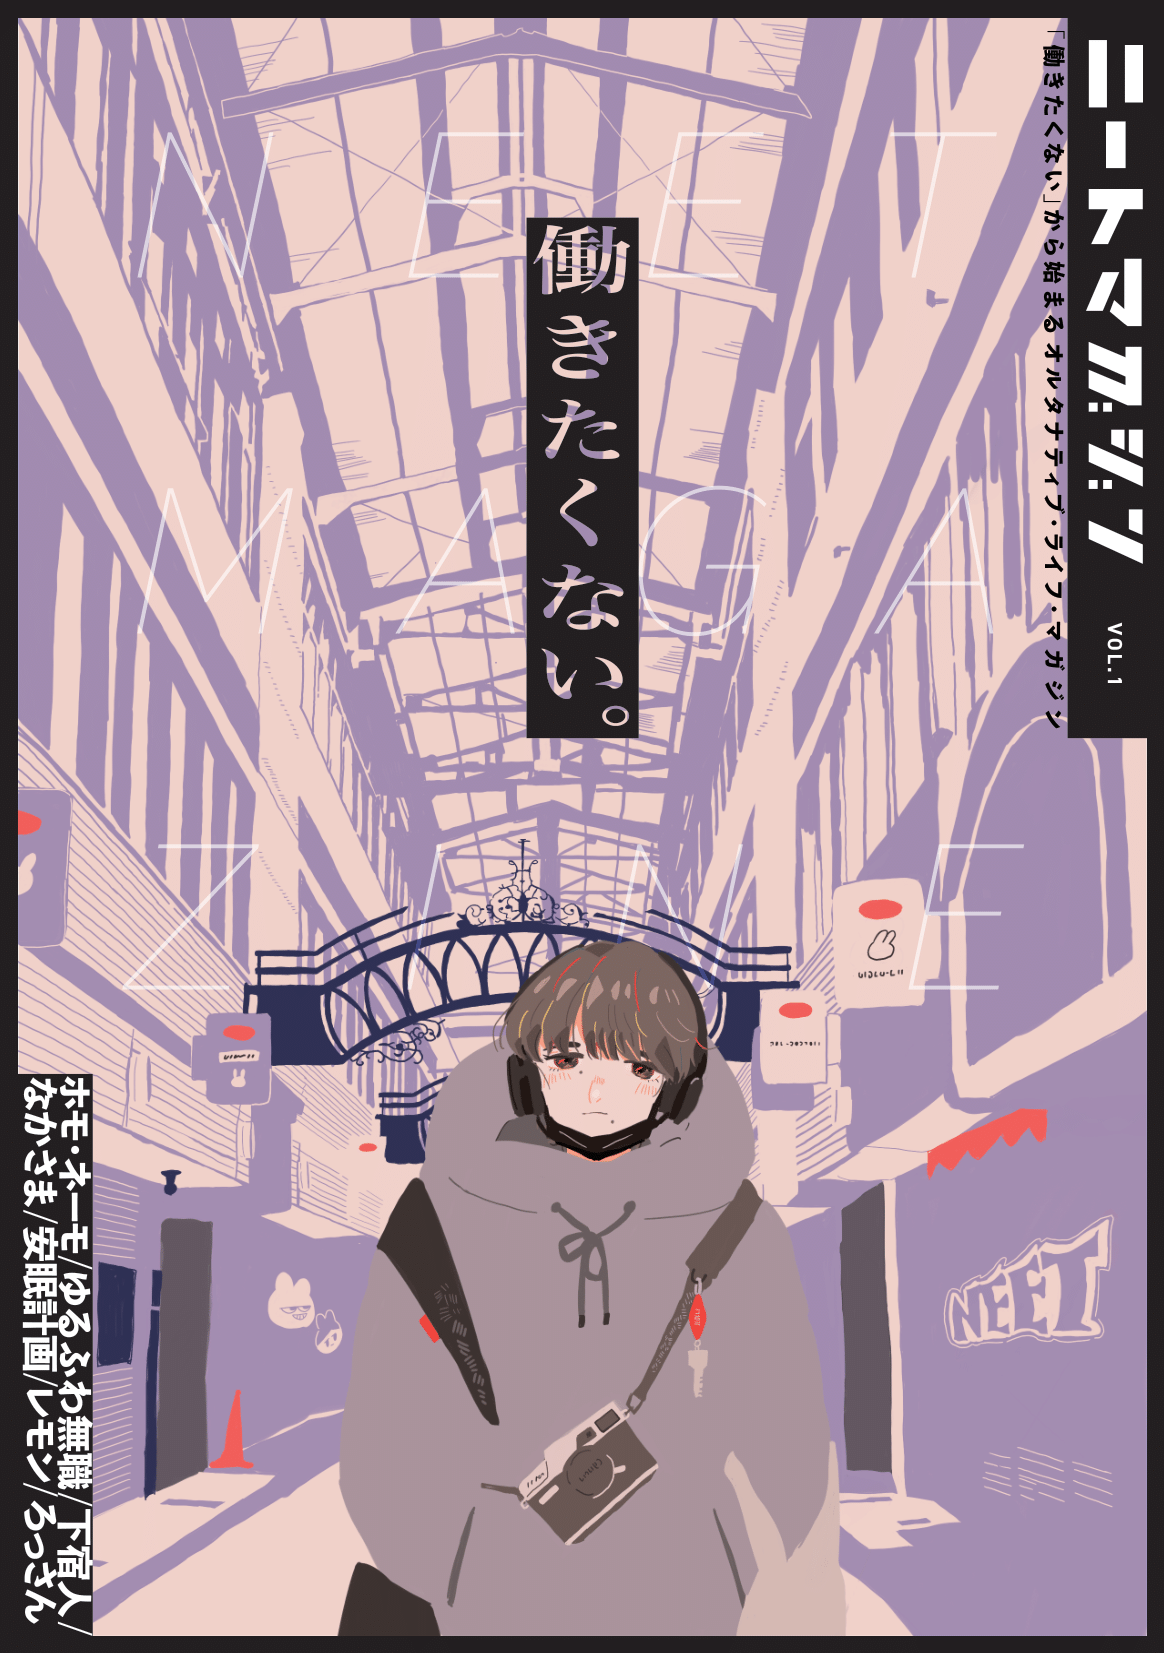 ニートマガジン
VOL.1
「働きたくない」から始まるオルタナティブ・ライフ・マガジン
NEET
MAGA
ZINE
働きたくない。
NEET
ホモ・ネーモ/ゆるふわ無職/下宿人/
なかさま/安眠計画/レモン/ろっさん